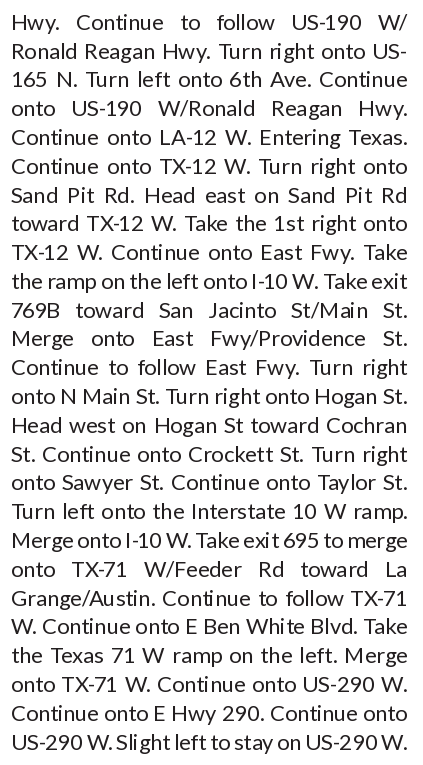 Hwy. Continue to follow US-190 W/
Ronald Reagan Hwy. Turn right onto US-
165 N. Turn left onto 6th Ave. Continue
onto US-190 W/Ronald Reagan Hwy.
Continue onto LA-12 W. Entering Texas.
Continue onto TX-12 W. Turn right onto
Sand Pit Rd. Head east on Sand Pit Rd
toward TX-12 W. Take the 1st right onto
TX-12 W. Continue onto East Fwy. Take
the ramp on the left onto I-10 W. Take exit
769B toward San Jacinto St/Main St.
Merge onto East Fwy/Providence St.
Continue to follow East Fwy. Turn right
onto N Main St. Turn right onto Hogan St.
Head west on Hogan St toward Cochran
St. Continue onto Crockett St. Turn right
onto Sawyer St. Continue onto Taylor St.
Turn left onto the Interstate 10 W ramp.
Merge onto I-10 W. Take exit 695 to merge
onto TX-71 W/Feeder Rd toward La
Grange/Austin. Continue to follow TX-71
W. Continue onto E Ben White Blvd. Take
the Texas 71 W ramp on the left. Merge
onto TX-71 W. Continue onto US-290 W.
Continue onto E Hwy 290. Continue onto
US-290 W. Slight left to stay on US-290 W.